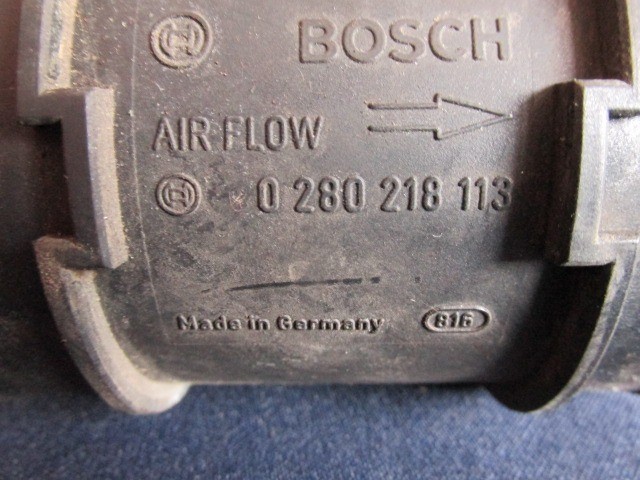 BOSCH
AIR FLOW
0 280 218 113
Made in Germany 816